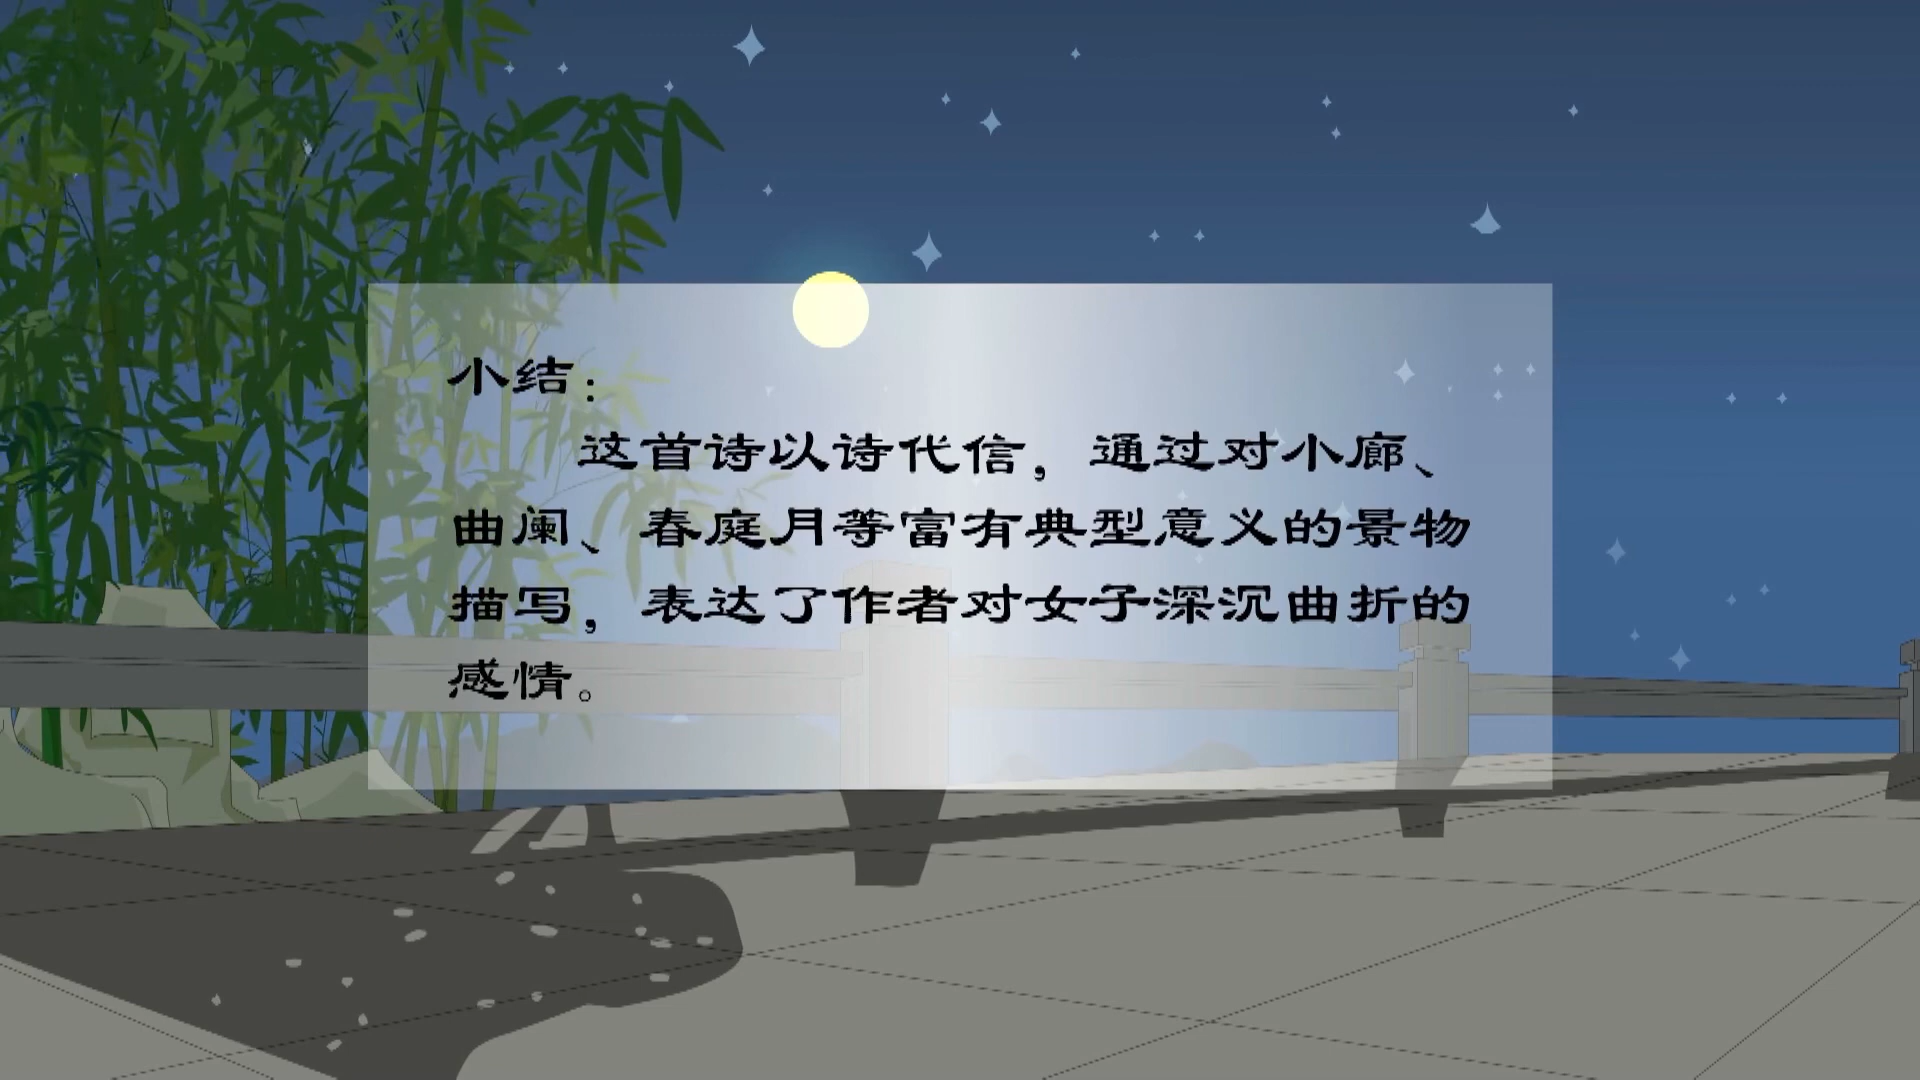 小结：
这首诗以诗代信，通过对小廊、
曲阑、春庭月等富有典型意义的景物
描写，表达了作者对女子深沉曲折的
感情。